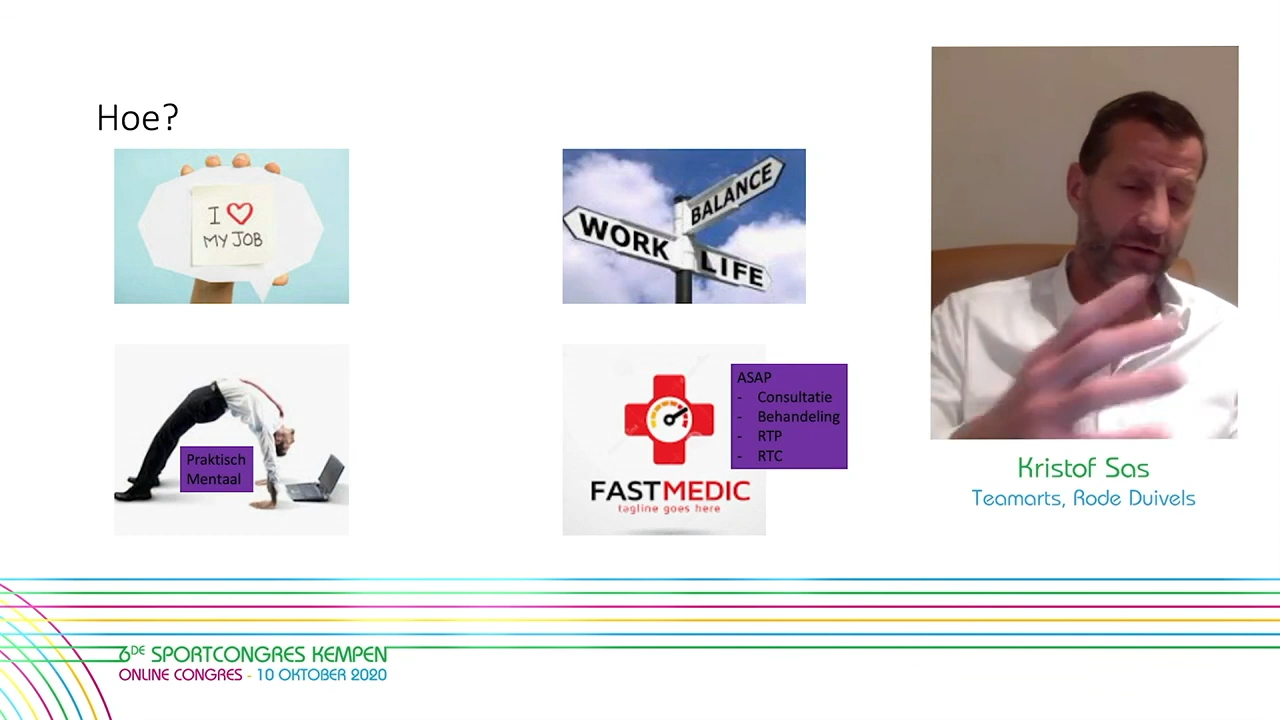 Hoe?
I ♥
MY JOB
BALANCE
WORK
LIFE
Praktisch
Mentaal
ASAP
- Consultatie
- Behandeling
- RTP
- RTC
FASTMEDIC
tagline goes here
Kristof Sas
Teamarts, Rode Duivels
6DE SPORTCONGRES KEMPEN
ONLINE CONGRES - 10 OKTOBER 2020